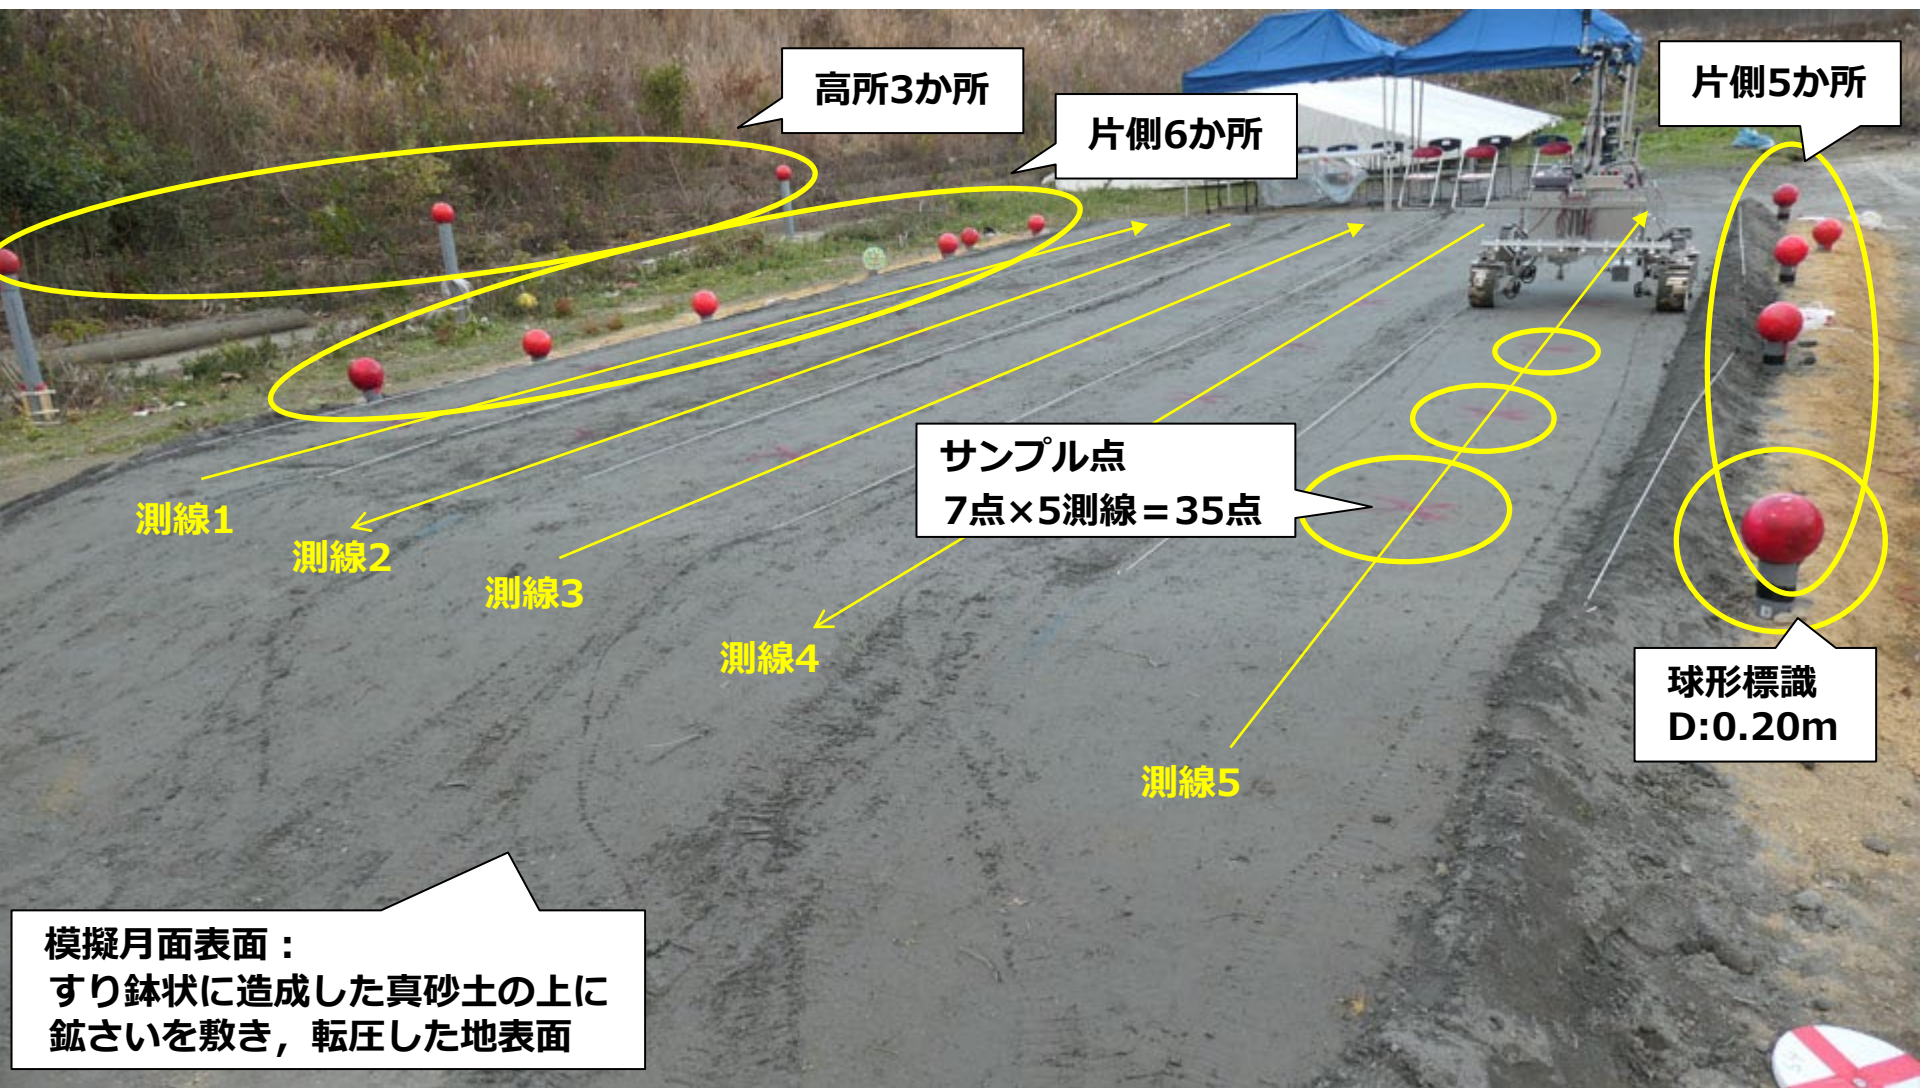 高所3か所
片側6か所
片側5か所
サンプル点
7点×5測線＝35点
測線1
測線2
測線3
測線4
測線5
球形標識
D:0.20m
模擬月面表面：
すり鉢状に造成した真砂土の上に
鉱さいを敷き，転圧した地表面